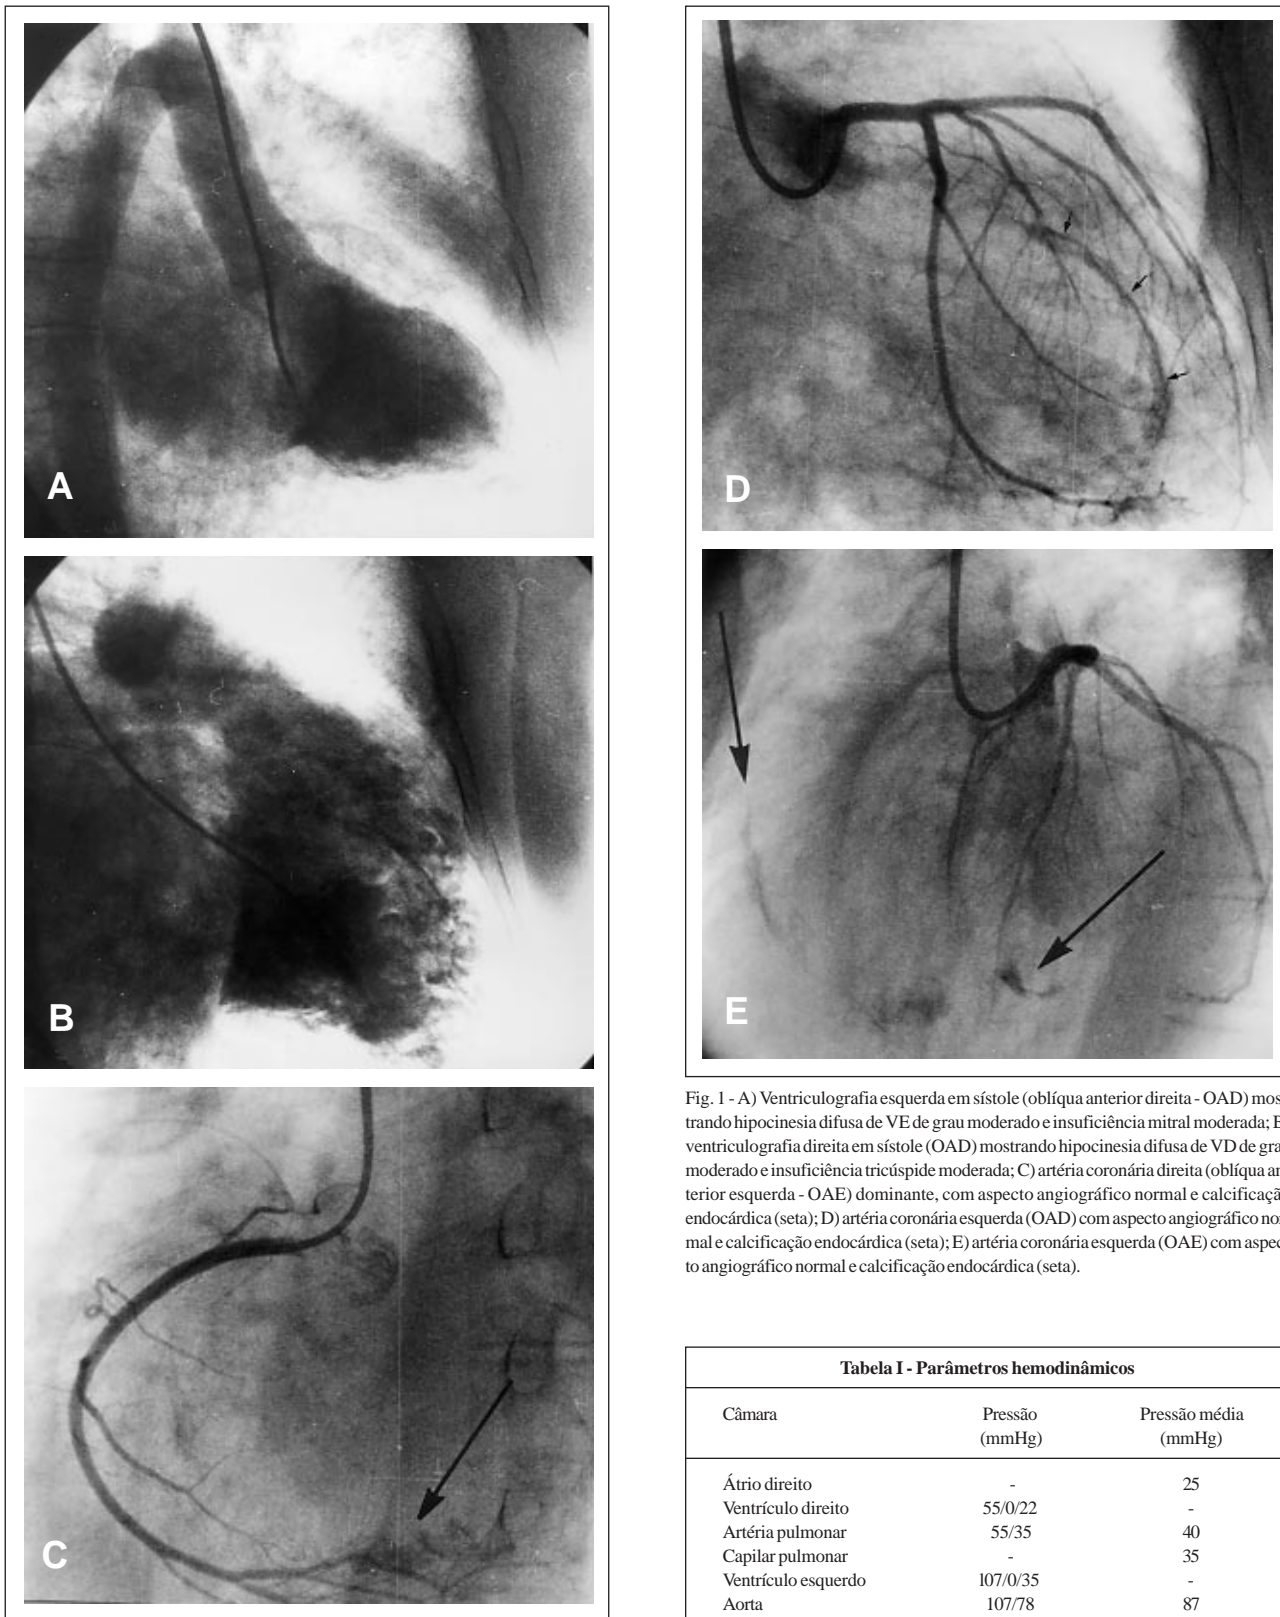 A
B
C
D
E
Fig. 1 - A) Ventriculografia esquerda em sístole (oblíqua anterior direita - OAD) mos-
trando hipocinesia difusa de VE de grau moderado e insuficiência mitral moderada;
ventriculografia direita em sístole (OAD) mostrando hipocinesia difusa de VD de
moderado e insuficiência tricúspide moderada; C) artéria coronária direita (oblíqua
terior esquerda - OAE) dominante, com aspecto angiográfico normal e
endocárdica (seta); D) artéria coronária esquerda (OAD) com aspecto angiográfico
mal e calcificação endocárdica (seta); E) artéria coronária esquerda (OAE) com
to angiográfico normal e calcificação endocárdica (seta).
Tabela I - Parâmetros hemodinâmicos
Câmara Pressão Pressão média
(mmHg) (mmHg)
Átrio direito - 25
Ventrículo direito 55/0/22 -
Artéria pulmonar 55/35 40
Capilar pulmonar - 35
Ventrículo esquerdo 107/0/35 -
Aorta 107/78 87